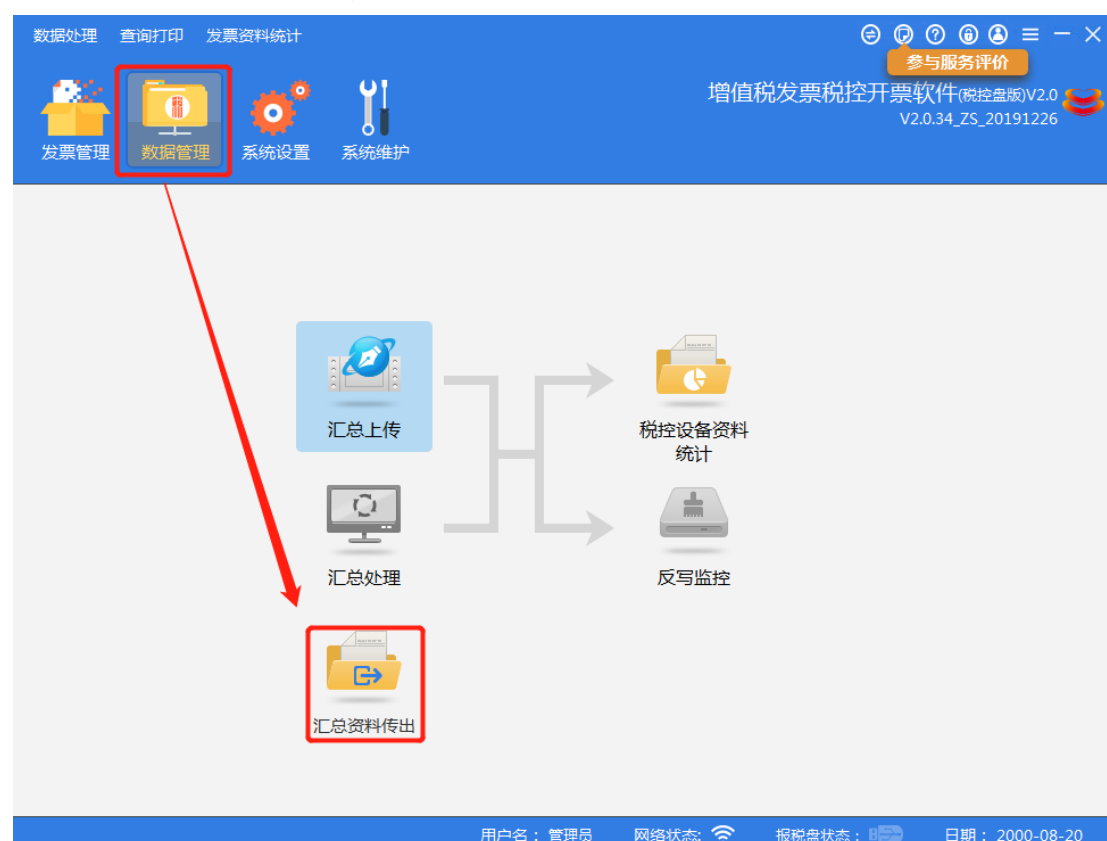 数据处理 查询打印 发票资料统计
参与服务评价
增值税发票税控开票软件(税控盘版)V2.0
V2.0.34_ZS_20191226
发票管理 数据管理 系统设置 系统维护
汇总上传
税控设备资料
统计
汇总处理
反写监控
汇总资料传出
用户名： 管理员 网络状态: 报税盘状态： 日期： 2000-08-20